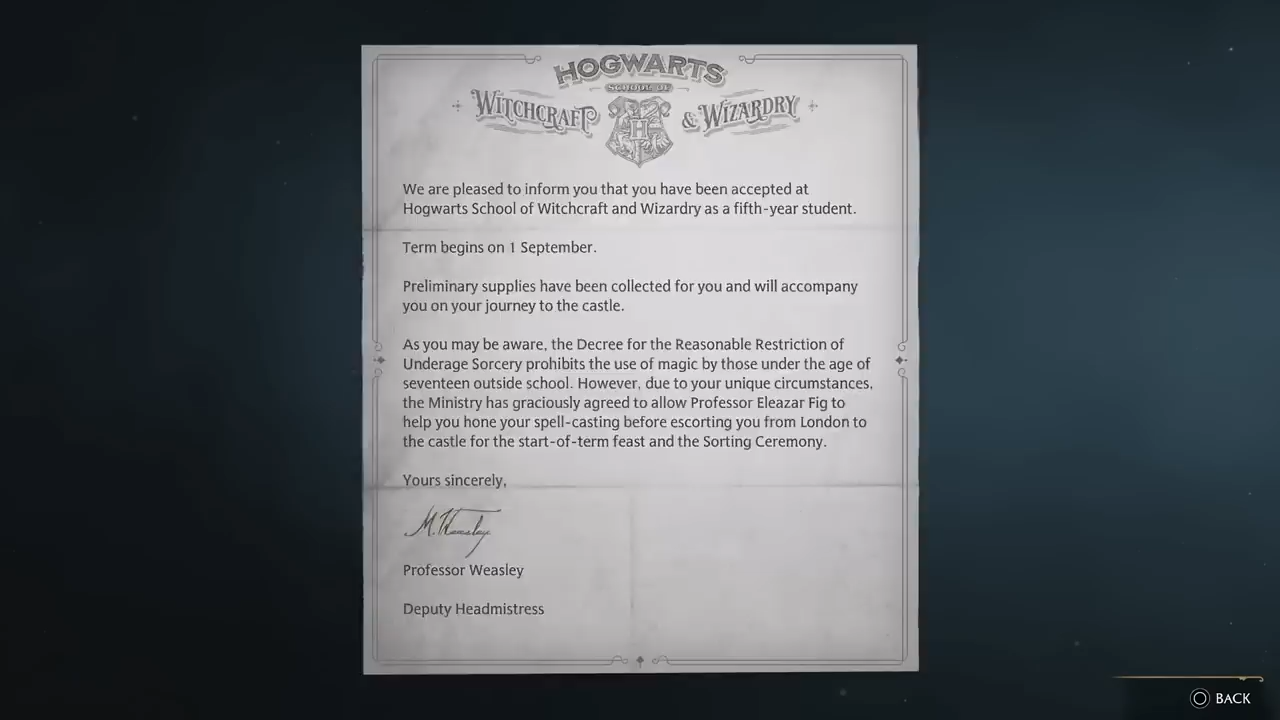 HOGWARTS
SCHOOL OF
WITCHCRAFT & WIZARDRY
H
We are pleased to inform you that you have been accepted at
Hogwarts School of Witchcraft and Wizardry as a fifth-year student.
Term begins on 1 September.
Preliminary supplies have been collected for you and will accompany
you on your journey to the castle.
As you may be aware, the Decree for the Reasonable Restriction of
Underage Sorcery prohibits the use of magic by those under the age of
seventeen outside school. However, due to your unique circumstances,
the Ministry has graciously agreed to allow Professor Eleazar Fig to
help you hone your spell-casting before escorting you from London to
the castle for the start-of-term feast and the Sorting Ceremony.
Yours sincerely,
M. Weasley
Professor Weasley
Deputy Headmistress
BACK